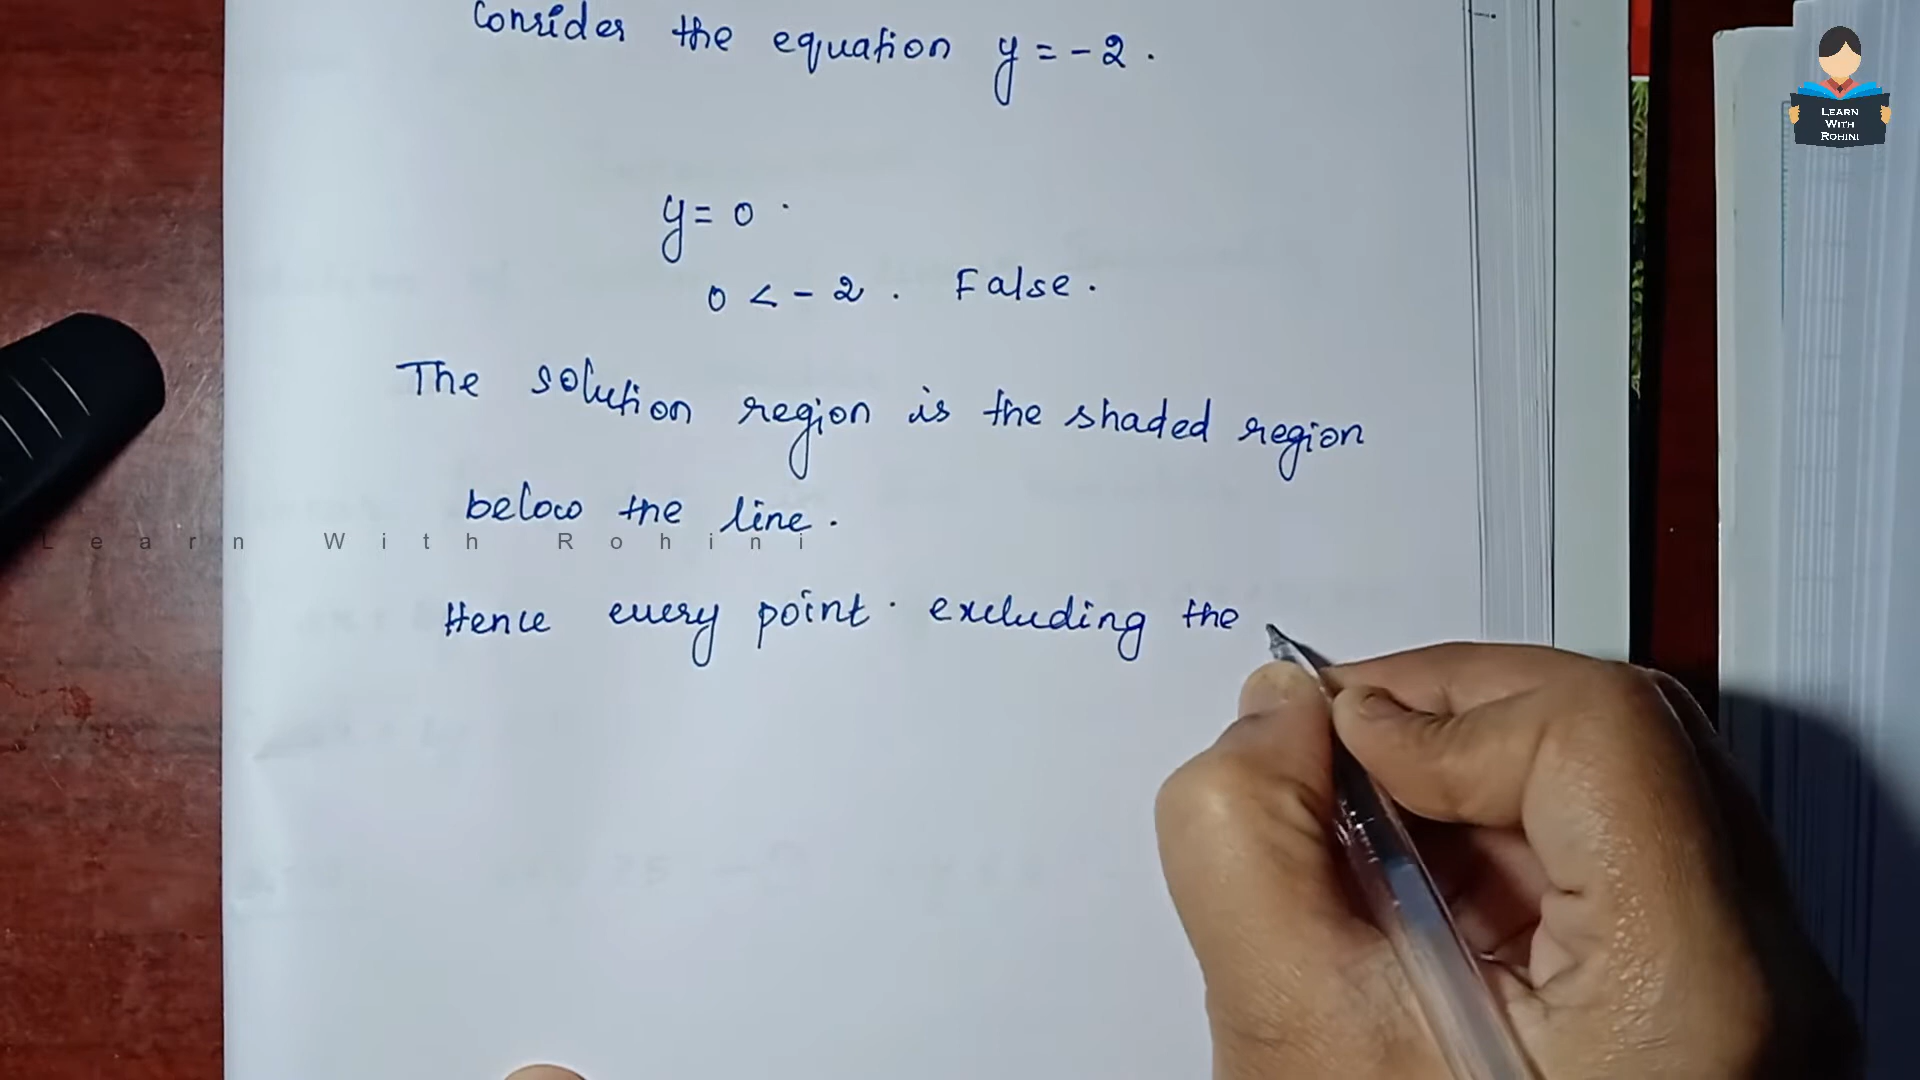 Consider the equation y = -2.
y = 0.
0 < -2. False.
The solution region is the shaded region
below the line.
Learn With Rohini
Hence every point excluding the
LEARN
WITH
ROHINI